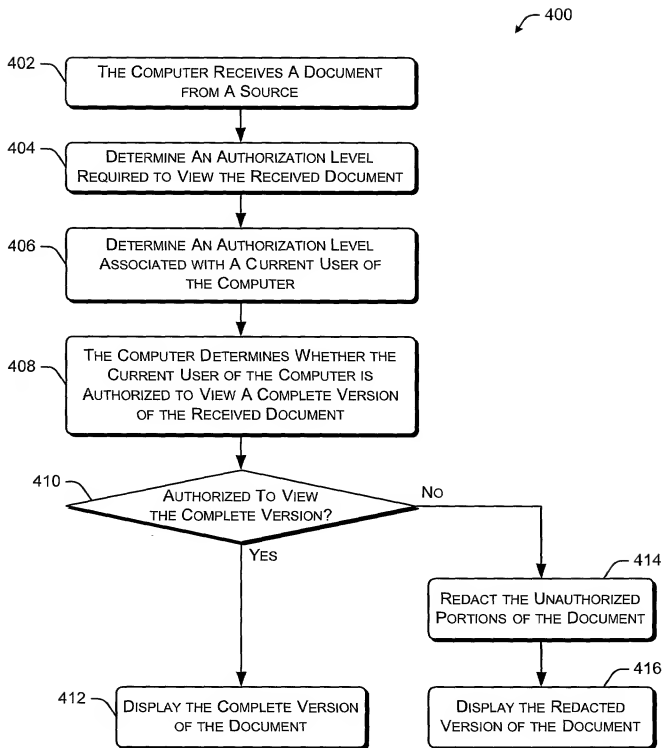 400
402
THE COMPUTER RECEIVES A DOCUMENT
FROM A SOURCE
404
DETERMINE AN AUTHORIZATION LEVEL
REQUIRED TO VIEW THE RECEIVED DOCUMENT
406
DETERMINE AN AUTHORIZATION LEVEL
ASSOCIATED WITH A CURRENT USER OF
THE COMPUTER
408
THE COMPUTER DETERMINES WHETHER THE
CURRENT USER OF THE COMPUTER IS
AUTHORIZED TO VIEW A COMPLETE VERSION
OF THE RECEIVED DOCUMENT
410
AUTHORIZED TO VIEW
THE COMPLETE VERSION?
NO
YES
414
REDACT THE UNAUTHORIZED
PORTIONS OF THE DOCUMENT
412
DISPLAY THE COMPLETE VERSION
OF THE DOCUMENT
416
DISPLAY THE REDACTED
VERSION OF THE DOCUMENT